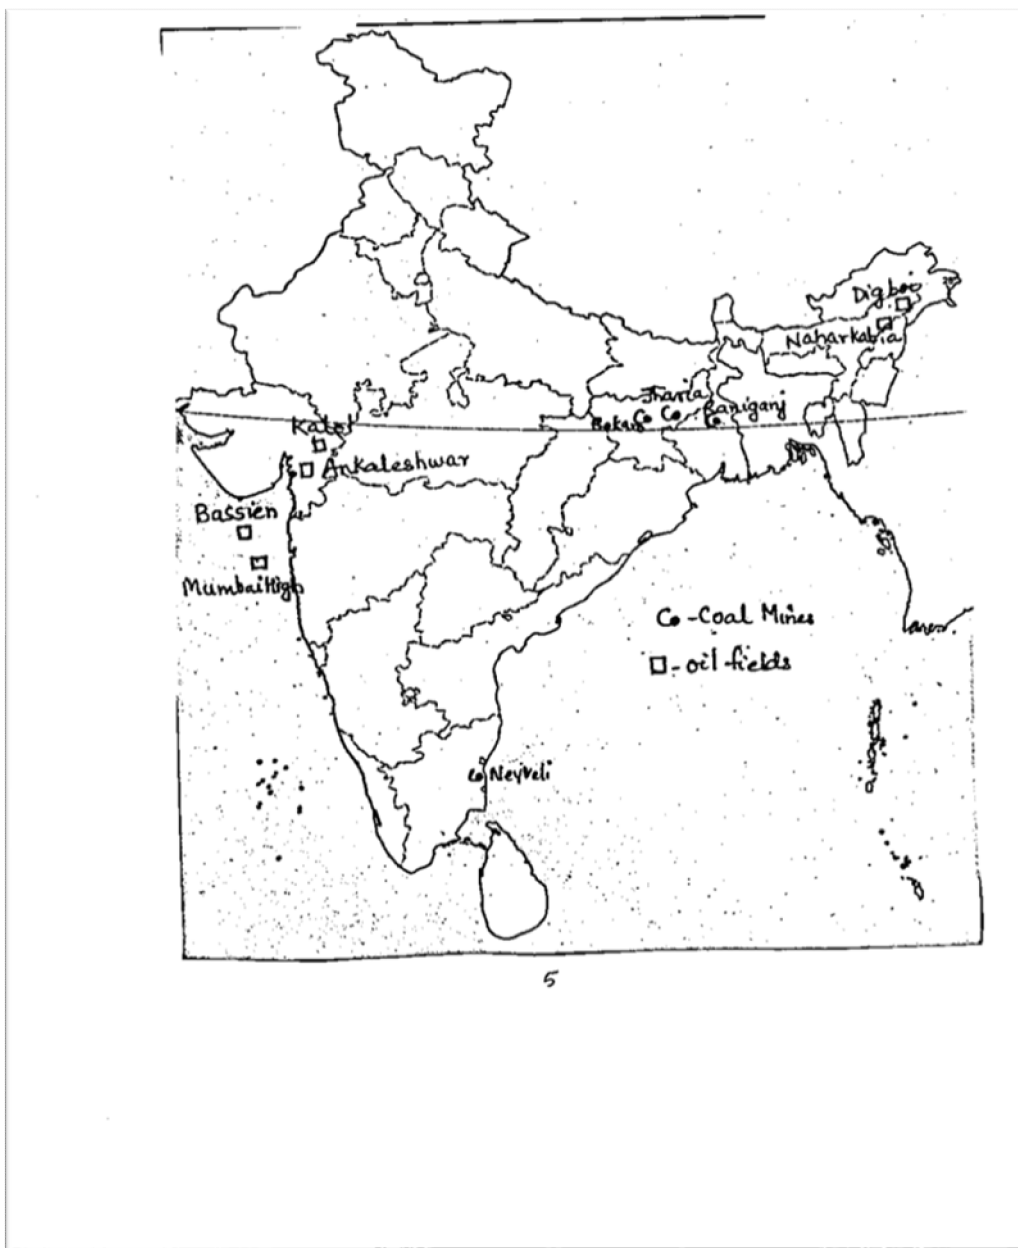 Digboi
Naharkatia
Jharia
Raniganj
Bokaro
Kalol
Ankaleshwar
Bassien
Mumbai High
Co - Coal Mines
- oil fields
Neyveli
5